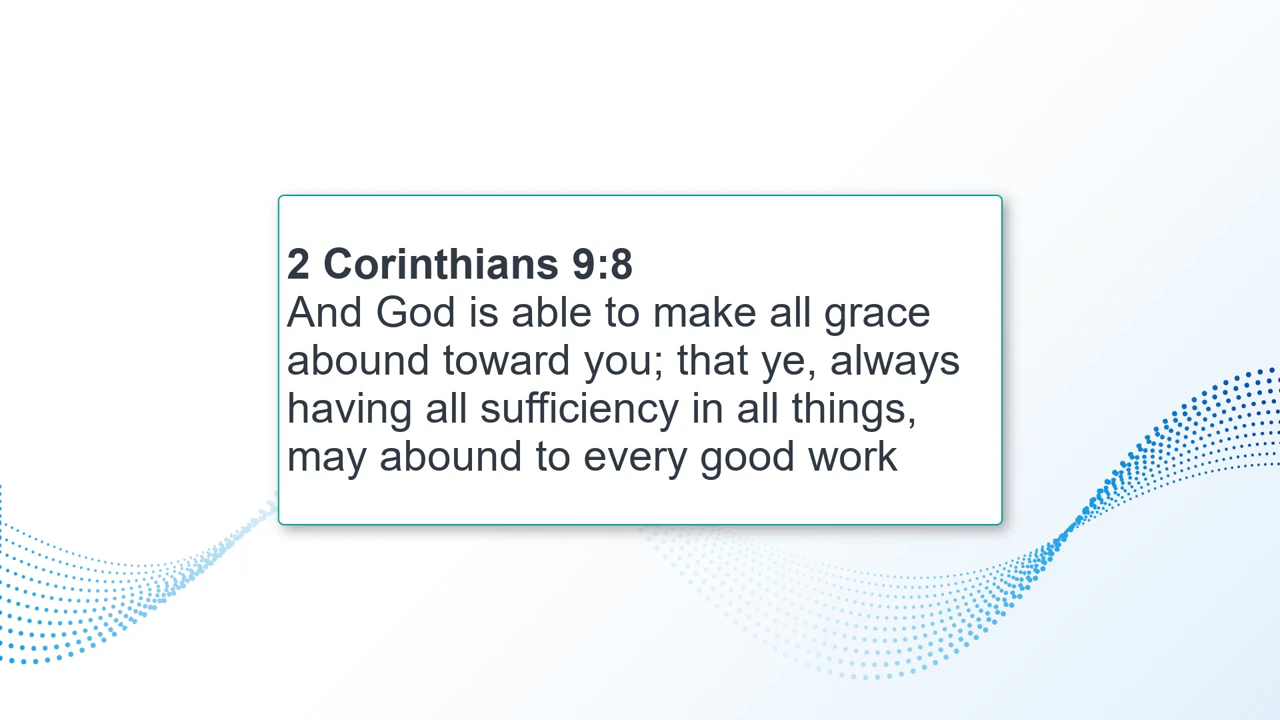 2 Corinthians 9:8
And God is able to make all grace
abound toward you; that ye, always
having all sufficiency in all things,
may abound to every good work